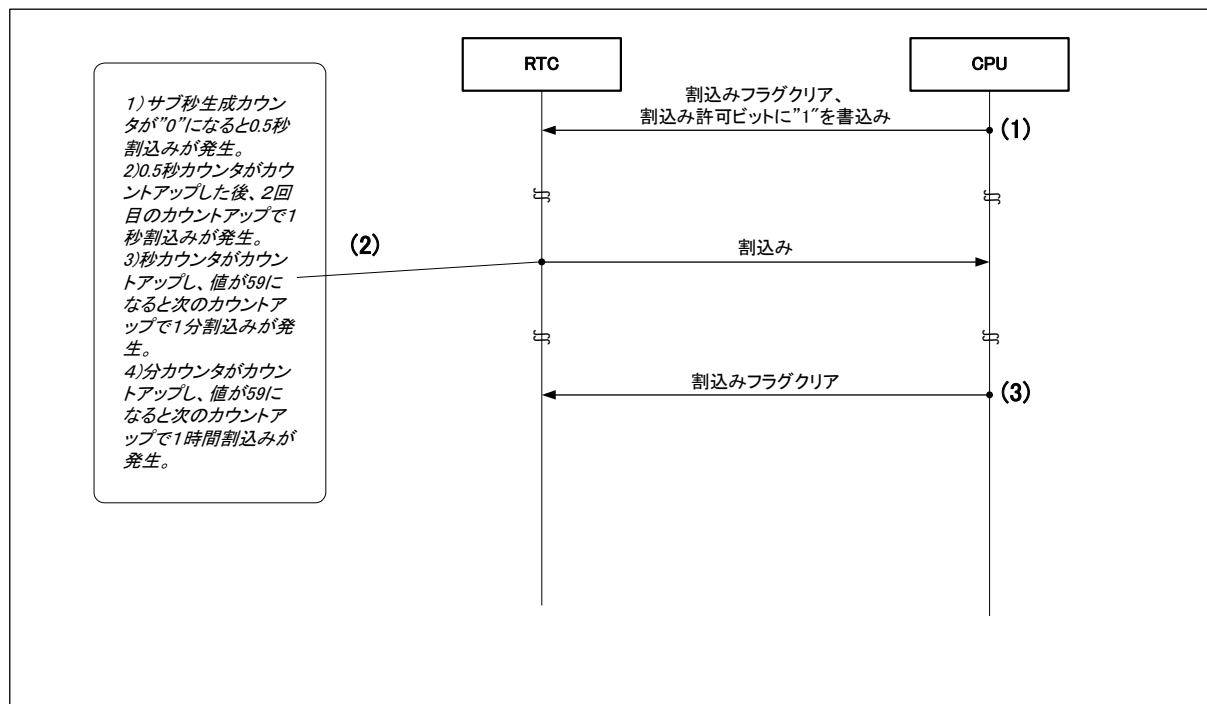 RTC
CPU
割込みフラグクリア、
割込み許可ビットに"1"を書込み
(1)
1)サブ秒生成カウン
タが"0"になると0.5秒
割込みが発生。
2)0.5秒カウンタがカウ
ントアップした後、2回
目のカウントアップで1
秒割込みが発生。
3)秒カウンタがカウン
トアップし、値が59に
なると次のカウントア
ップで1分割込みが発
生。
4)分カウンタがカウン
トアップし、値が59に
なると次のカウントア
ップで1時間割込みが
発生。
(2)
割込み
割込みフラグクリア
(3)